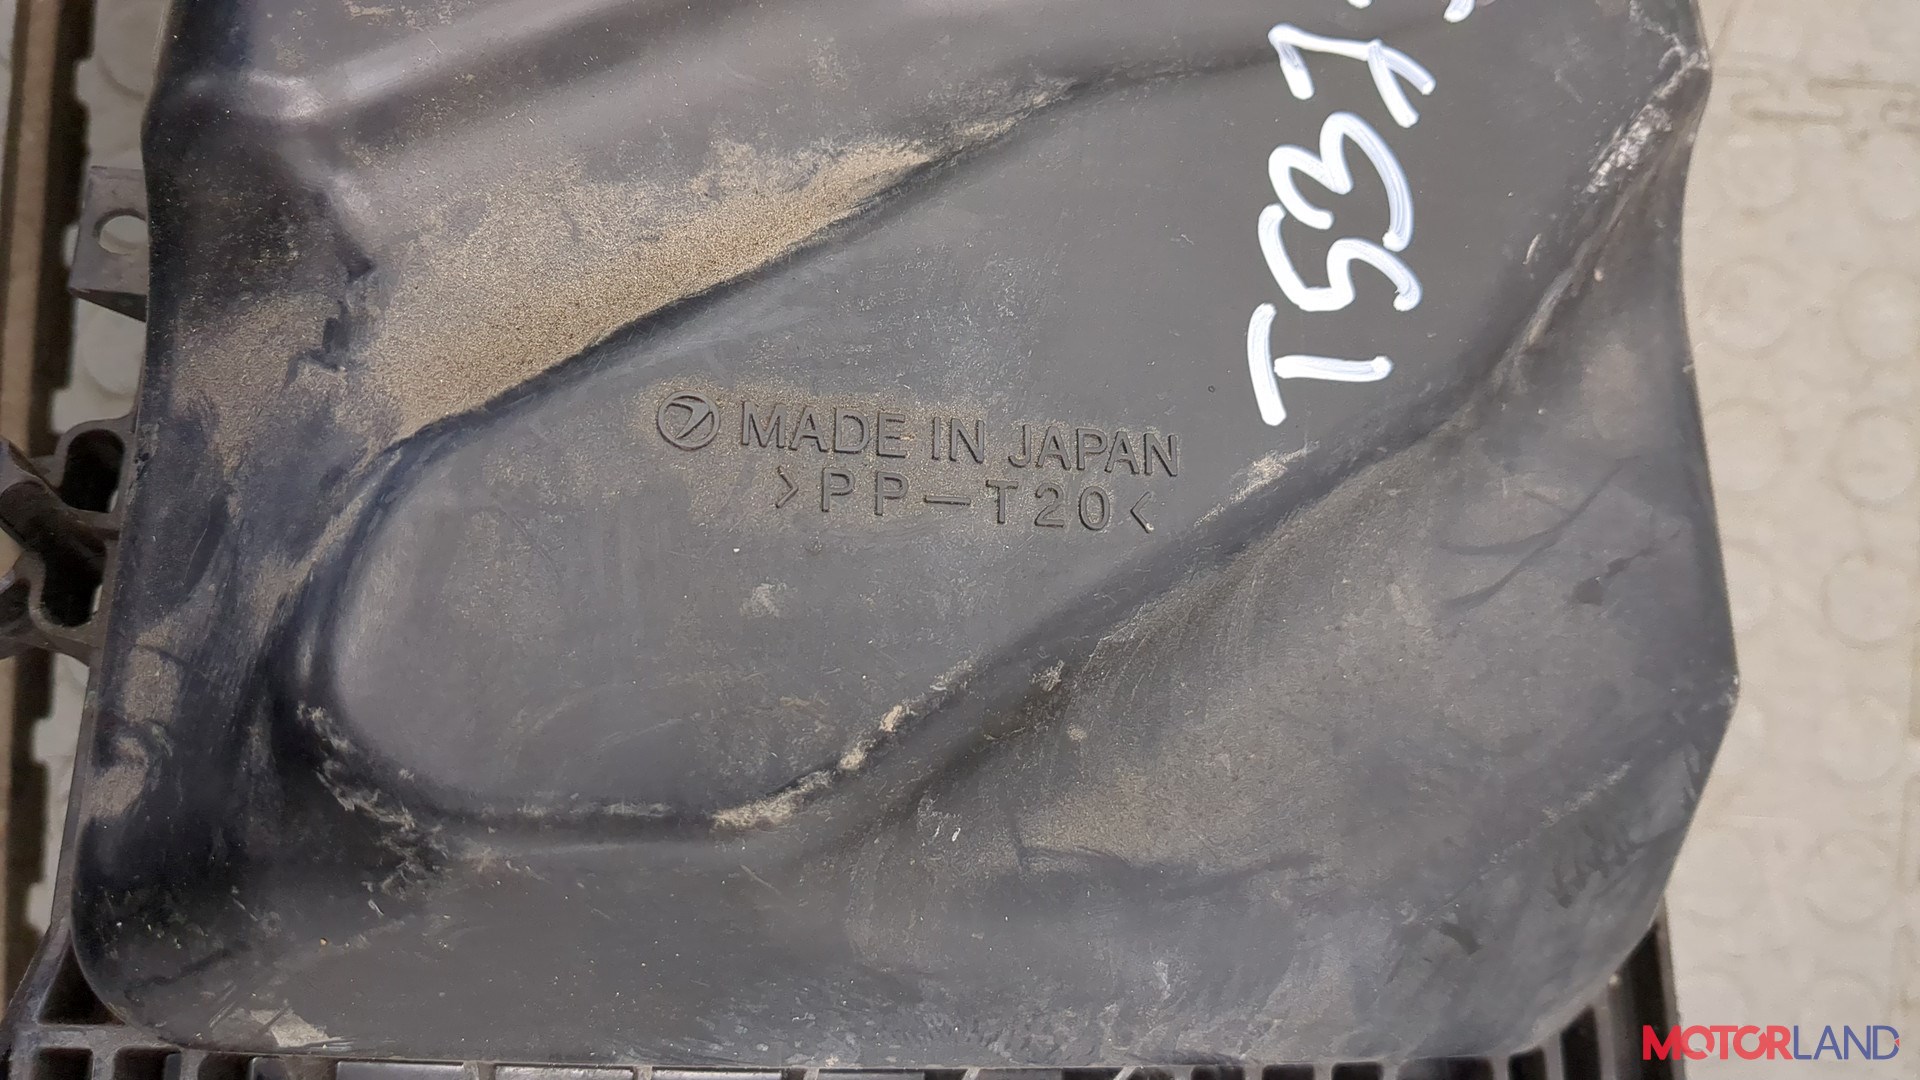 MADE IN JAPAN
>PP-T20<
MOTORLAND